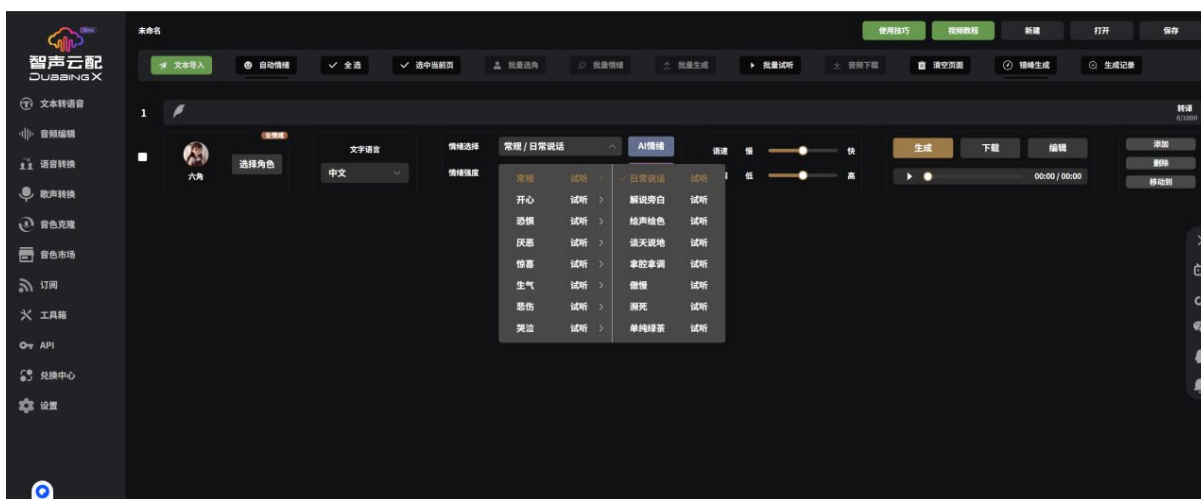 Beta
智声云配
DUBBINGX
文本转语音
音频编辑
语音转换
歌声转换
音色克隆
音色市场
订阅
工具箱
API
兑换中心
设置
未命名
使用技巧 视频教程 新建 打开 保存
文本导入 自动情绪 全选 选中当前页 批量选角 批量情绪 批量生成 批量试听 音频下载 清空页面 错峰生成 生成记录
1 转译
0/1000
全情绪
六角
选择角色
文字语言
中文
情绪选择 常规 / 日常说话 AI情绪
情绪强度
语速 慢 快
低 高
生成 下载 编辑
00:00 / 00:00
添加
删除
移动到
常规 试听 日常说话 试听
开心 试听 解说旁白 试听
恐惧 试听 绘声绘色 试听
厌恶 试听 谈天说地 试听
惊喜 试听 拿腔拿调 试听
生气 试听 傲慢 试听
悲伤 试听 濒死 试听
哭泣 试听 单纯绿茶 试听